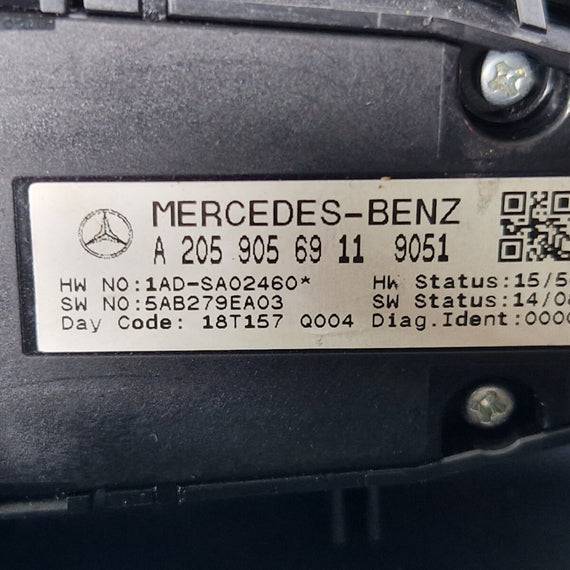 MERCEDES-BENZ
A 205 905 69 11 9051
HW NO:1AD-SA02460* HW Status:15/5
SW NO:5AB279EA03 SW Status:14/0
Day Code: 18T157 Q004 Diag.Ident:000